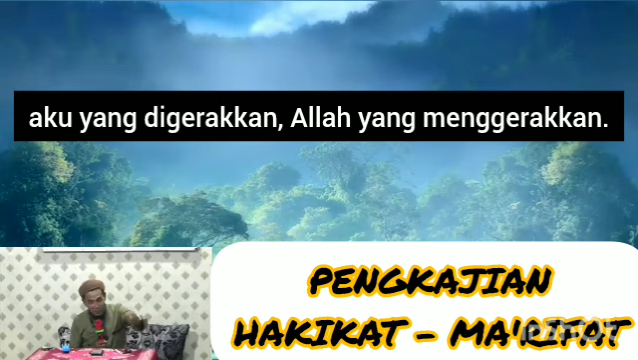 aku yang digerakkan, Allah yang menggerakkan.
PENGKAJIAN
HAKIKAT - MA'RIFAT